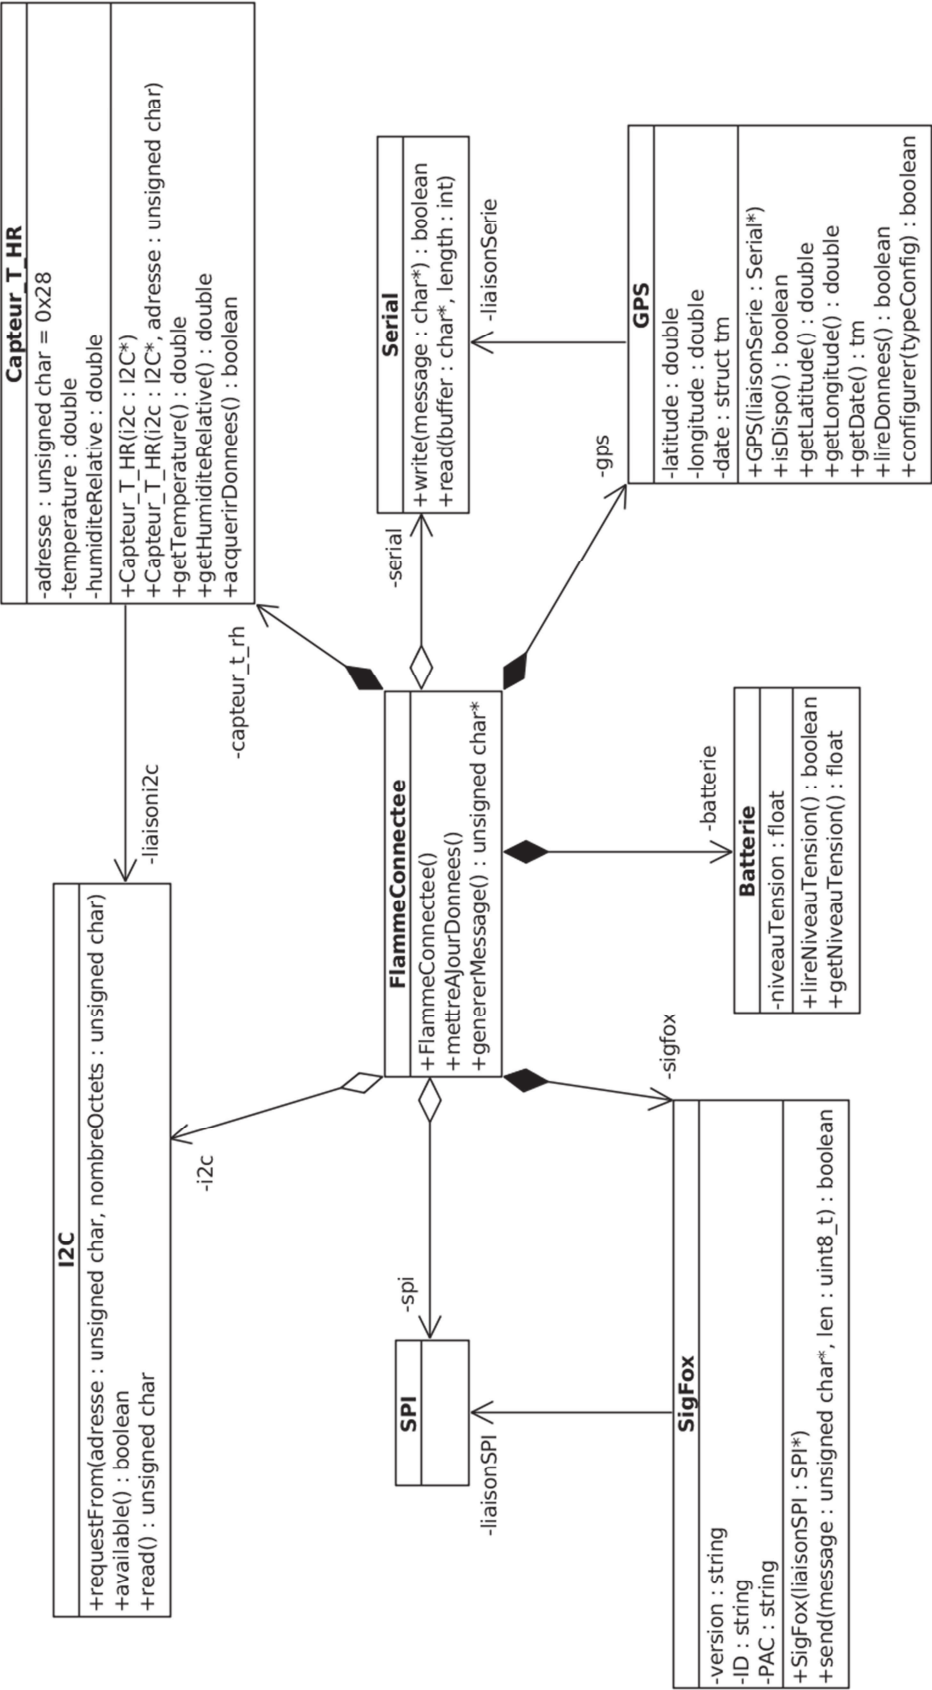 I2C
+requestFrom(adresse : unsigned char, nombreOctets : unsigned char)
+available() : boolean
+read() : unsigned char
-liaisoni2c
Capteur_T_HR
-adresse : unsigned char = 0x28
-temperature : double
-humiditeRelative : double
+Capteur_T_HR(i2c : I2C*)
+Capteur_T_HR(i2c : I2C*, adresse : unsigned char)
+getTemperature() : double
+getHumiditeRelative() : double
+acquerirDonnees() : boolean
-i2c
-capteur_t_rh
SPI
-spi
-liaisonSPI
FlammeConnectee
+FlammeConnectee()
+mettreAJourDonnees()
+genererMessage() : unsigned char*
-serial
Serial
+write(message : char*) : boolean
+read(buffer : char*, length : int)
-liaisonSerie
-sigfox
-batterie
-gps
SigFox
-version : string
-ID : string
-PAC : string
+SigFox(liaisonSPI : SPI*)
+send(message : unsigned char*, len : uint8_t) : boolean
Batterie
-niveauTension : float
+lireNiveauTension() : boolean
+getNiveauTension() : float
GPS
-latitude : double
-longitude : double
-date : struct tm
+GPS(liaisonSerie : Serial*)
+isDispo() : boolean
+getLatitude() : double
+getLongitude() : double
+getDate() : tm
+lireDonnees() : boolean
+configurer(typeConfig) : boolean